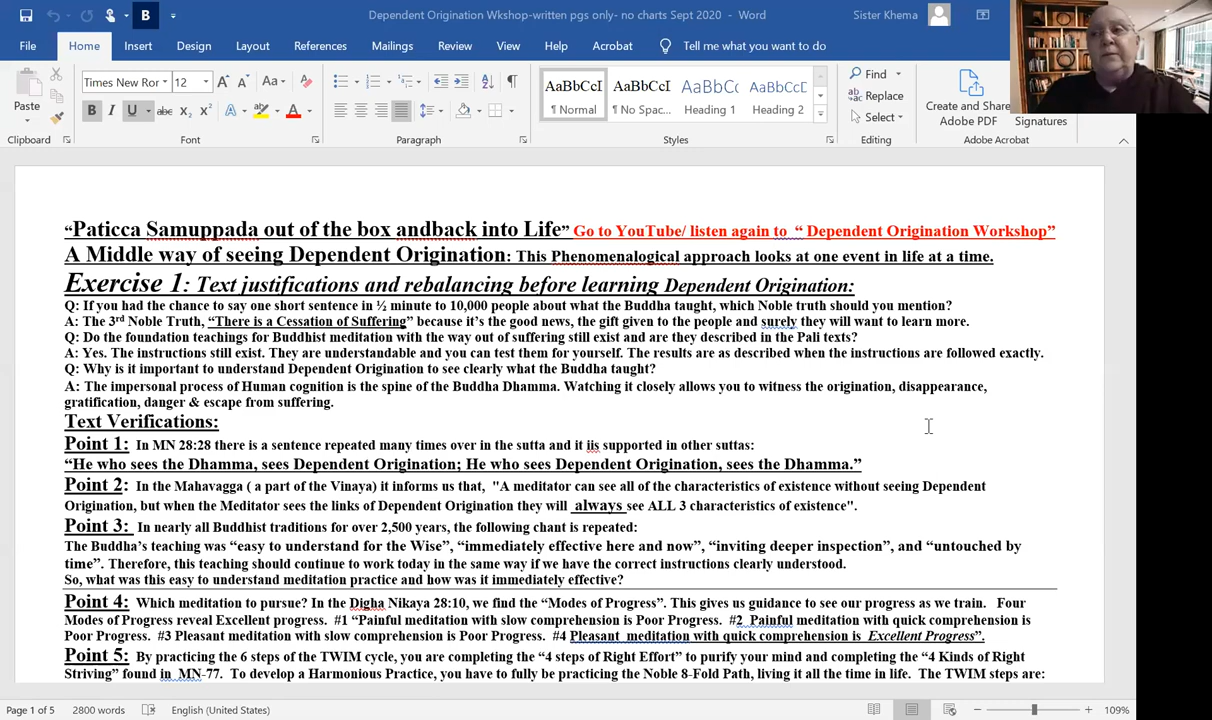 Dependent Origination Wkshop-written pgs only- no charts Sept 2020 - Word
Sister Khema
File Home Insert Design Layout References Mailings Review View Help Acrobat Tell me what you want to do
Times New Ror 12 Aa
AaBbCcI AaBbCcI AaBbCc AaBbCcE
Find
Replace
Select
Paste
¶ Normal ¶ No Spac... Heading 1 Heading 2
Create and Share Adobe PDF
Signatures
Clipboard Font Paragraph Styles Editing Adobe Acrobat
“Paticca Samuppada out of the box andback into Life” Go to YouTube/ listen again to “ Dependent Origination Workshop”
A Middle way of seeing Dependent Origination: This Phenomenalogical approach looks at one event in life at a time.
Exercise 1: Text justifications and rebalancing before learning Dependent Origination:
Q: If you had the chance to say one short sentence in ½ minute to 10,000 people about what the Buddha taught, which Noble truth should you mention?
A: The 3rd Noble Truth, “There is a Cessation of Suffering” because it’s the good news, the gift given to the people and surely they will want to learn more.
Q: Do the foundation teachings for Buddhist meditation with the way out of suffering still exist and are they described in the Pali texts?
A: Yes. The instructions still exist. They are understandable and you can test them for yourself. The results are as described when the instructions are followed exactly.
Q: Why is it important to understand Dependent Origination to see clearly what the Buddha taught?
A: The impersonal process of Human cognition is the spine of the Buddha Dhamma. Watching it closely allows you to witness the origination, disappearance,
gratification, danger & escape from suffering.
Text Verifications:
Point 1: In MN 28:28 there is a sentence repeated many times over in the sutta and it iis supported in other suttas:
“He who sees the Dhamma, sees Dependent Origination; He who sees Dependent Origination, sees the Dhamma.”
Point 2: In the Mahavagga ( a part of the Vinaya) it informs us that, "A meditator can see all of the characteristics of existence without seeing Dependent
Origination, but when the Meditator sees the links of Dependent Origination they will always see ALL 3 characteristics of existence".
Point 3: In nearly all Buddhist traditions for over 2,500 years, the following chant is repeated:
The Buddha’s teaching was “easy to understand for the Wise”, “immediately effective here and now”, “inviting deeper inspection”, and “untouched by
time”. Therefore, this teaching should continue to work today in the same way if we have the correct instructions clearly understood.
So, what was this easy to understand meditation practice and how was it immediately effective?
Point 4: Which meditation to pursue? In the Digha Nikaya 28:10, we find the “Modes of Progress”. This gives us guidance to see our progress as we train. Four
Modes of Progress reveal Excellent progress. #1 “Painful meditation with slow comprehension is Poor Progress. #2 Painful meditation with quick comprehension is
Poor Progress. #3 Pleasant meditation with slow comprehension is Poor Progress. #4 Pleasant meditation with quick comprehension is Excellent Progress”.
Point 5: By practicing the 6 steps of the TWIM cycle, you are completing the “4 steps of Right Effort” to purify your mind and completing the “4 Kinds of Right
Striving” found in MN-77. To develop a Harmonious Practice, you have to fully be practicing the Noble 8-Fold Path, living it all the time in life. The TWIM steps are:
Page 1 of 5 2800 words English (United States) 109%